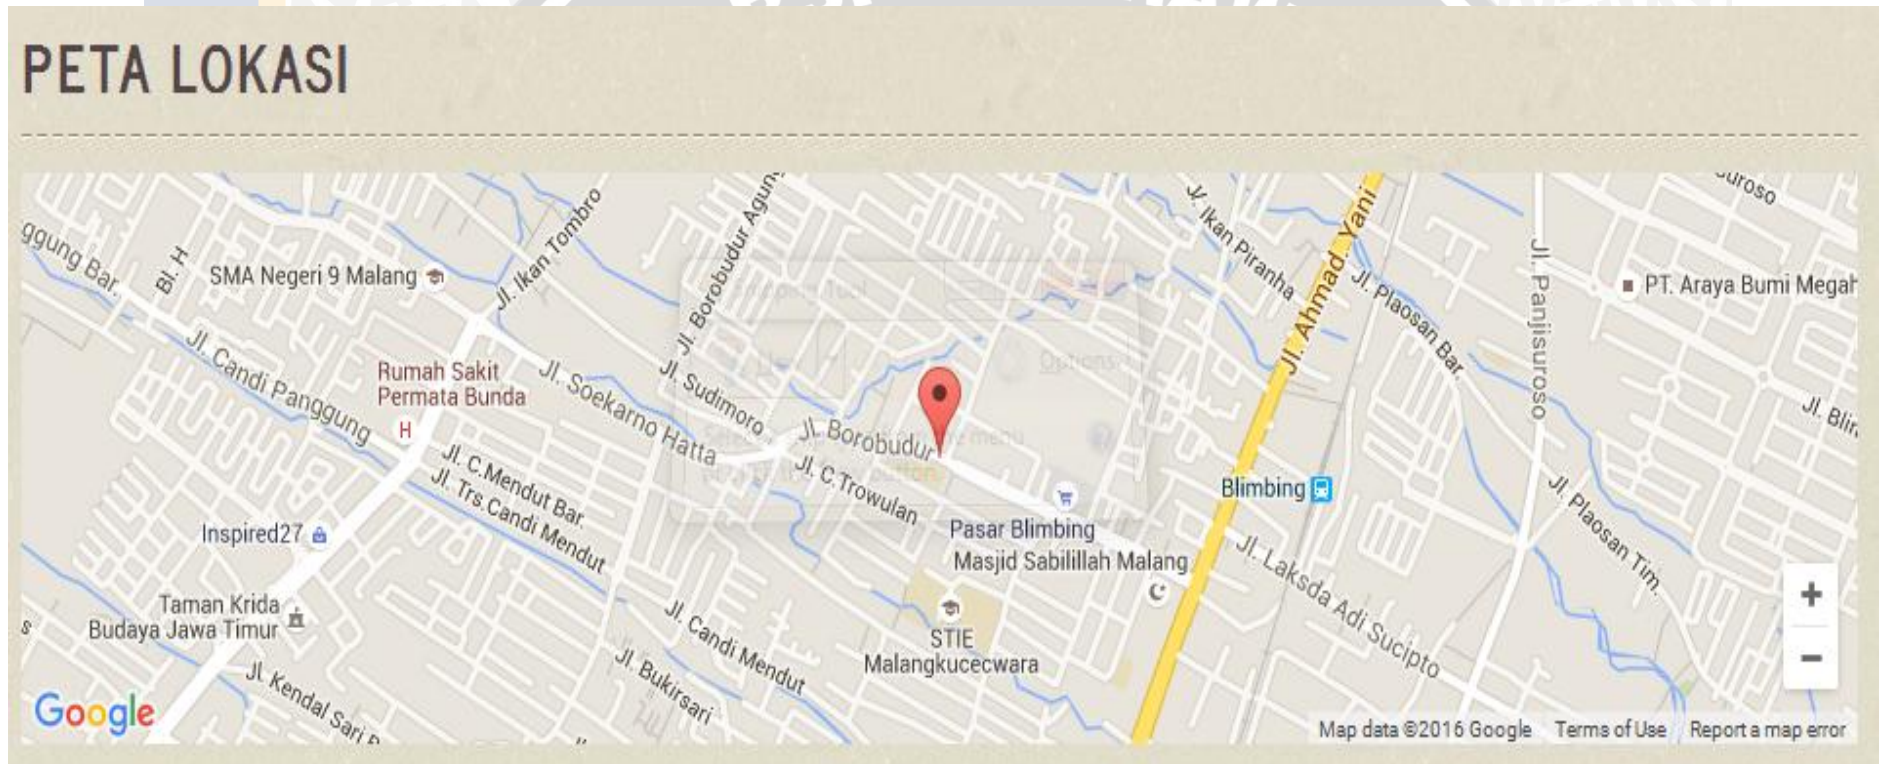 PETA LOKASI
Jl. Ikan Tombro
Jl. Borobudur Agung
Jl. Ikan Piranha
Jl. Ahmad Yani
Bl. H
SMA Negeri 9 Malang
Jl. Plaosan Bar.
Jl. Panjisuroso
PT. Araya Bumi Megah
Jl. Candi Panggung
Rumah Sakit
Permata Bunda
H
Jl. Soekarno Hatta
Jl. Sudimoro
Options
Jl. Borobudur
menu
Jl. C.Trowulan
Jl. C.Mendut Bar.
Jl. Trs.Candi Mendut
Blimbing
Jl. Plaosan Tim.
Inspired27
Pasar Blimbing
Masjid Sabilillah Malang
Jl. Laksda Adi Sucipto
Taman Krida
Budaya Jawa Timur
STIE
Malangkucecwara
Jl. Candi Mendut
Jl. Bukirsari
Jl. Kendal Sari
+
−
Google
Map data ©2016 Google Terms of Use Report a map error